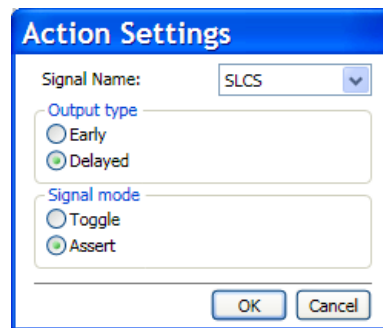 Action Settings
Signal Name: SLCS
Output type
Early
Delayed
Signal mode
Toggle
Assert
OK Cancel